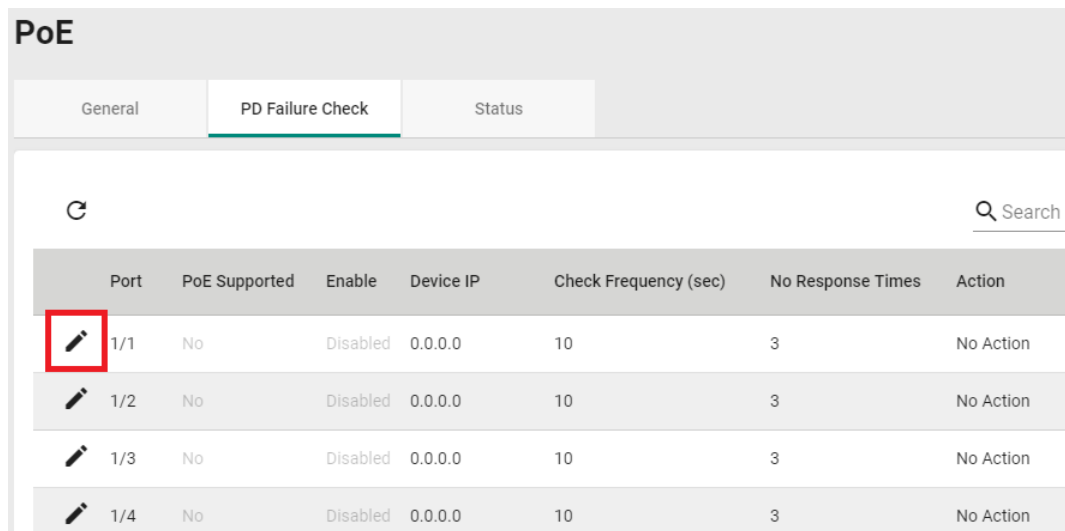 PoE
General PD Failure Check Status
Search
Port PoE Supported Enable Device IP Check Frequency (sec) No Response Times Action
1/1 No Disabled 0.0.0.0 10 3 No Action
1/2 No Disabled 0.0.0.0 10 3 No Action
1/3 No Disabled 0.0.0.0 10 3 No Action
1/4 No Disabled 0.0.0.0 10 3 No Action